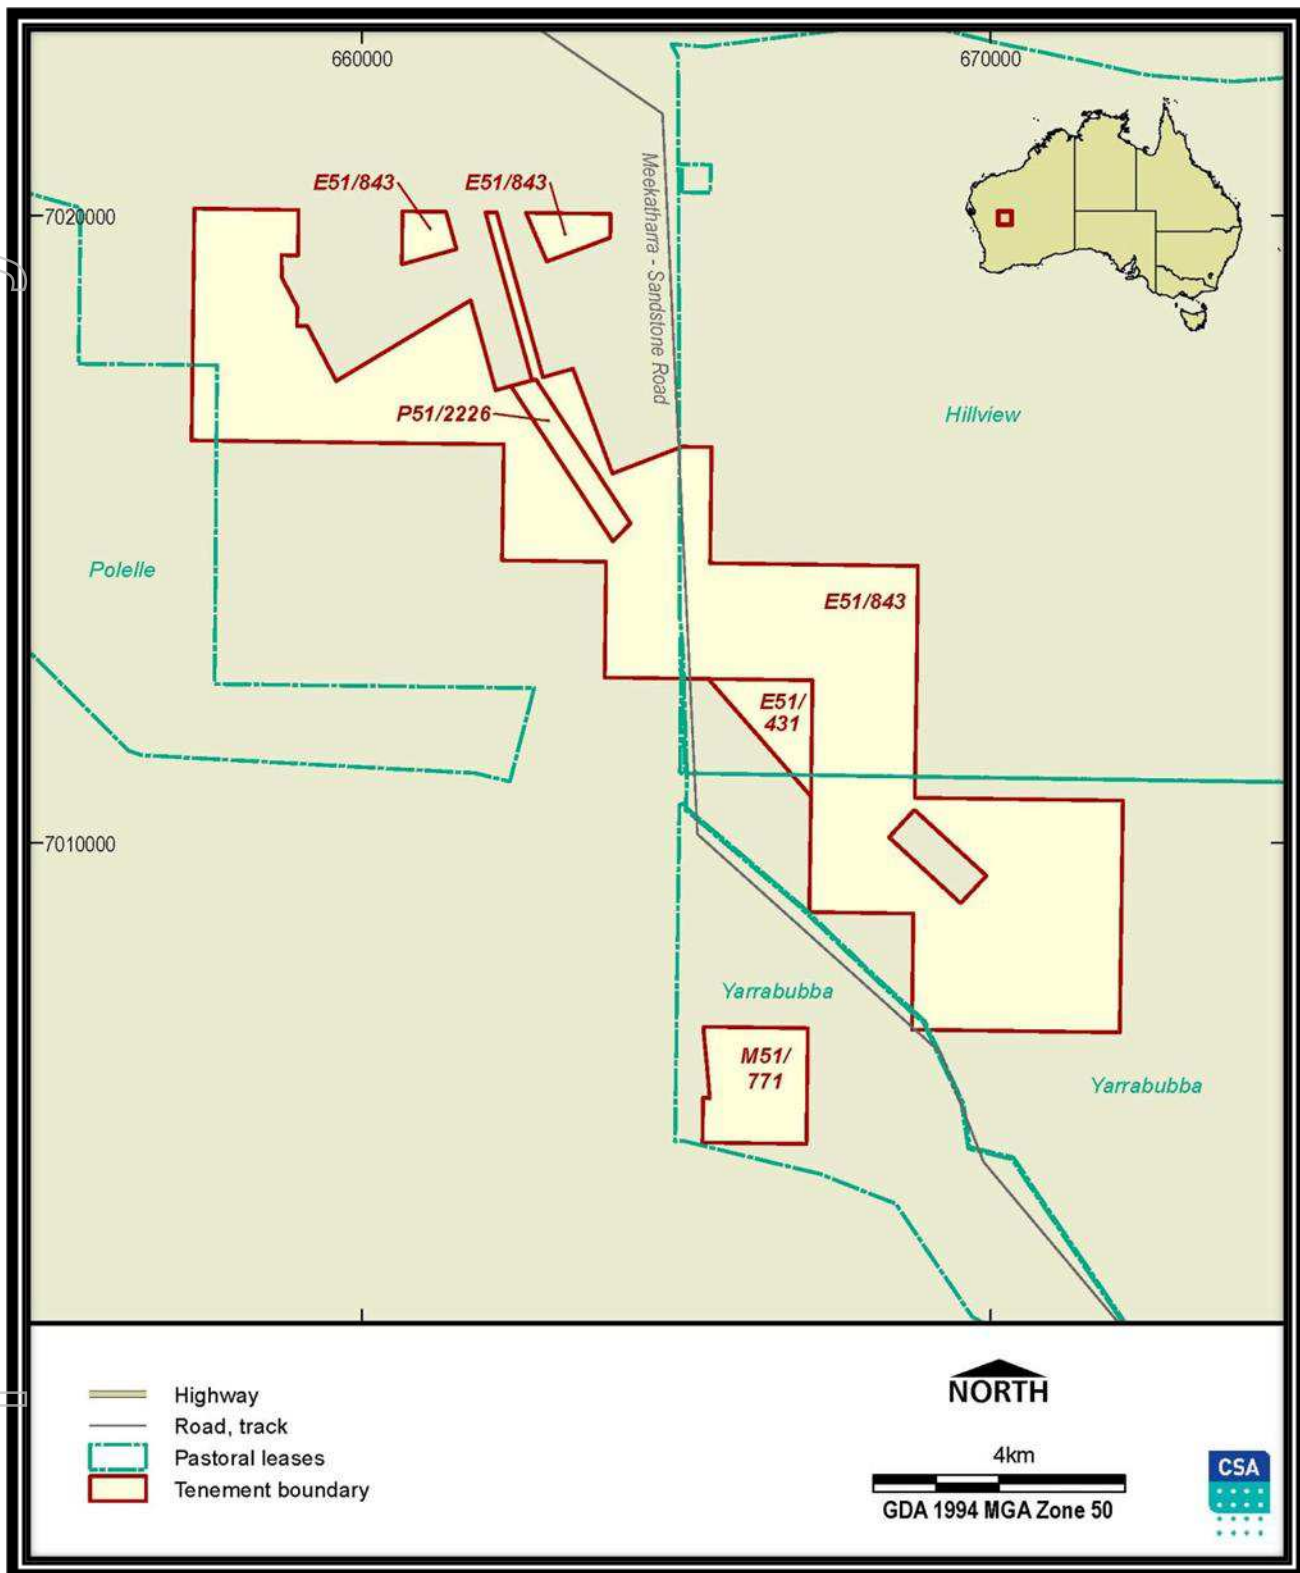 660000
670000
E51/843
E51/843
7020000
Meekatharra - Sandstone Road
P51/2226
Hillview
Polelle
E51/843
E51/
431
7010000
Yarrabubba
M51/
771
Yarrabubba
Highway
Road, track
Pastoral leases
Tenement boundary
NORTH
4km
GDA 1994 MGA Zone 50
CSA